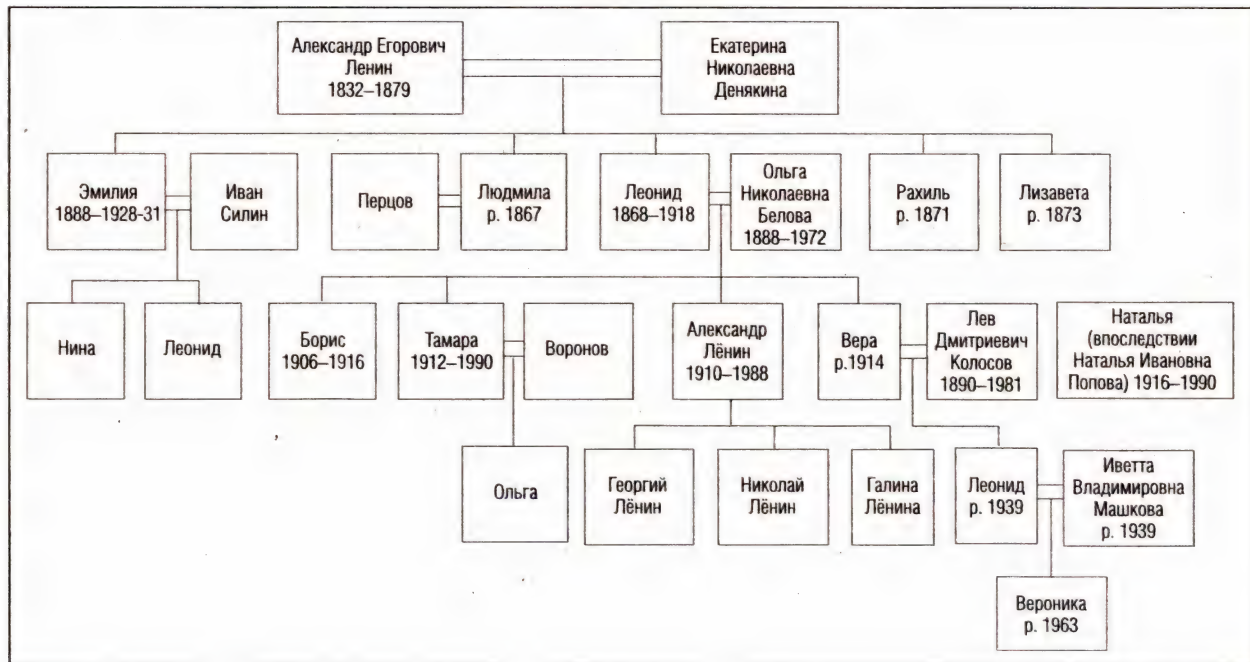 Александр Егорович
Ленин
1832–1879
Екатерина
Николаевна
Денякина
Эмилия
1888–1928-31
Иван
Силин
Перцов
Людмила
р. 1867
Леонид
1868–1918
Ольга
Николаевна
Белова
1888–1972
Рахиль
р. 1871
Лизавета
р. 1873
Нина
Леонид
Борис
1906–1916
Тамара
1912–1990
Воронов
Александр
Лёнин
1910–1988
Вера
р.1914
Лев
Дмитриевич
Колосов
1890–1981
Наталья
(впоследствии
Наталья Ивановна
Попова) 1916–1990
Ольга
Георгий
Лёнин
Николай
Лёнин
Галина
Лёнина
Леонид
р. 1939
Иветта
Владимировна
Машкова
р. 1939
Вероника
р. 1963